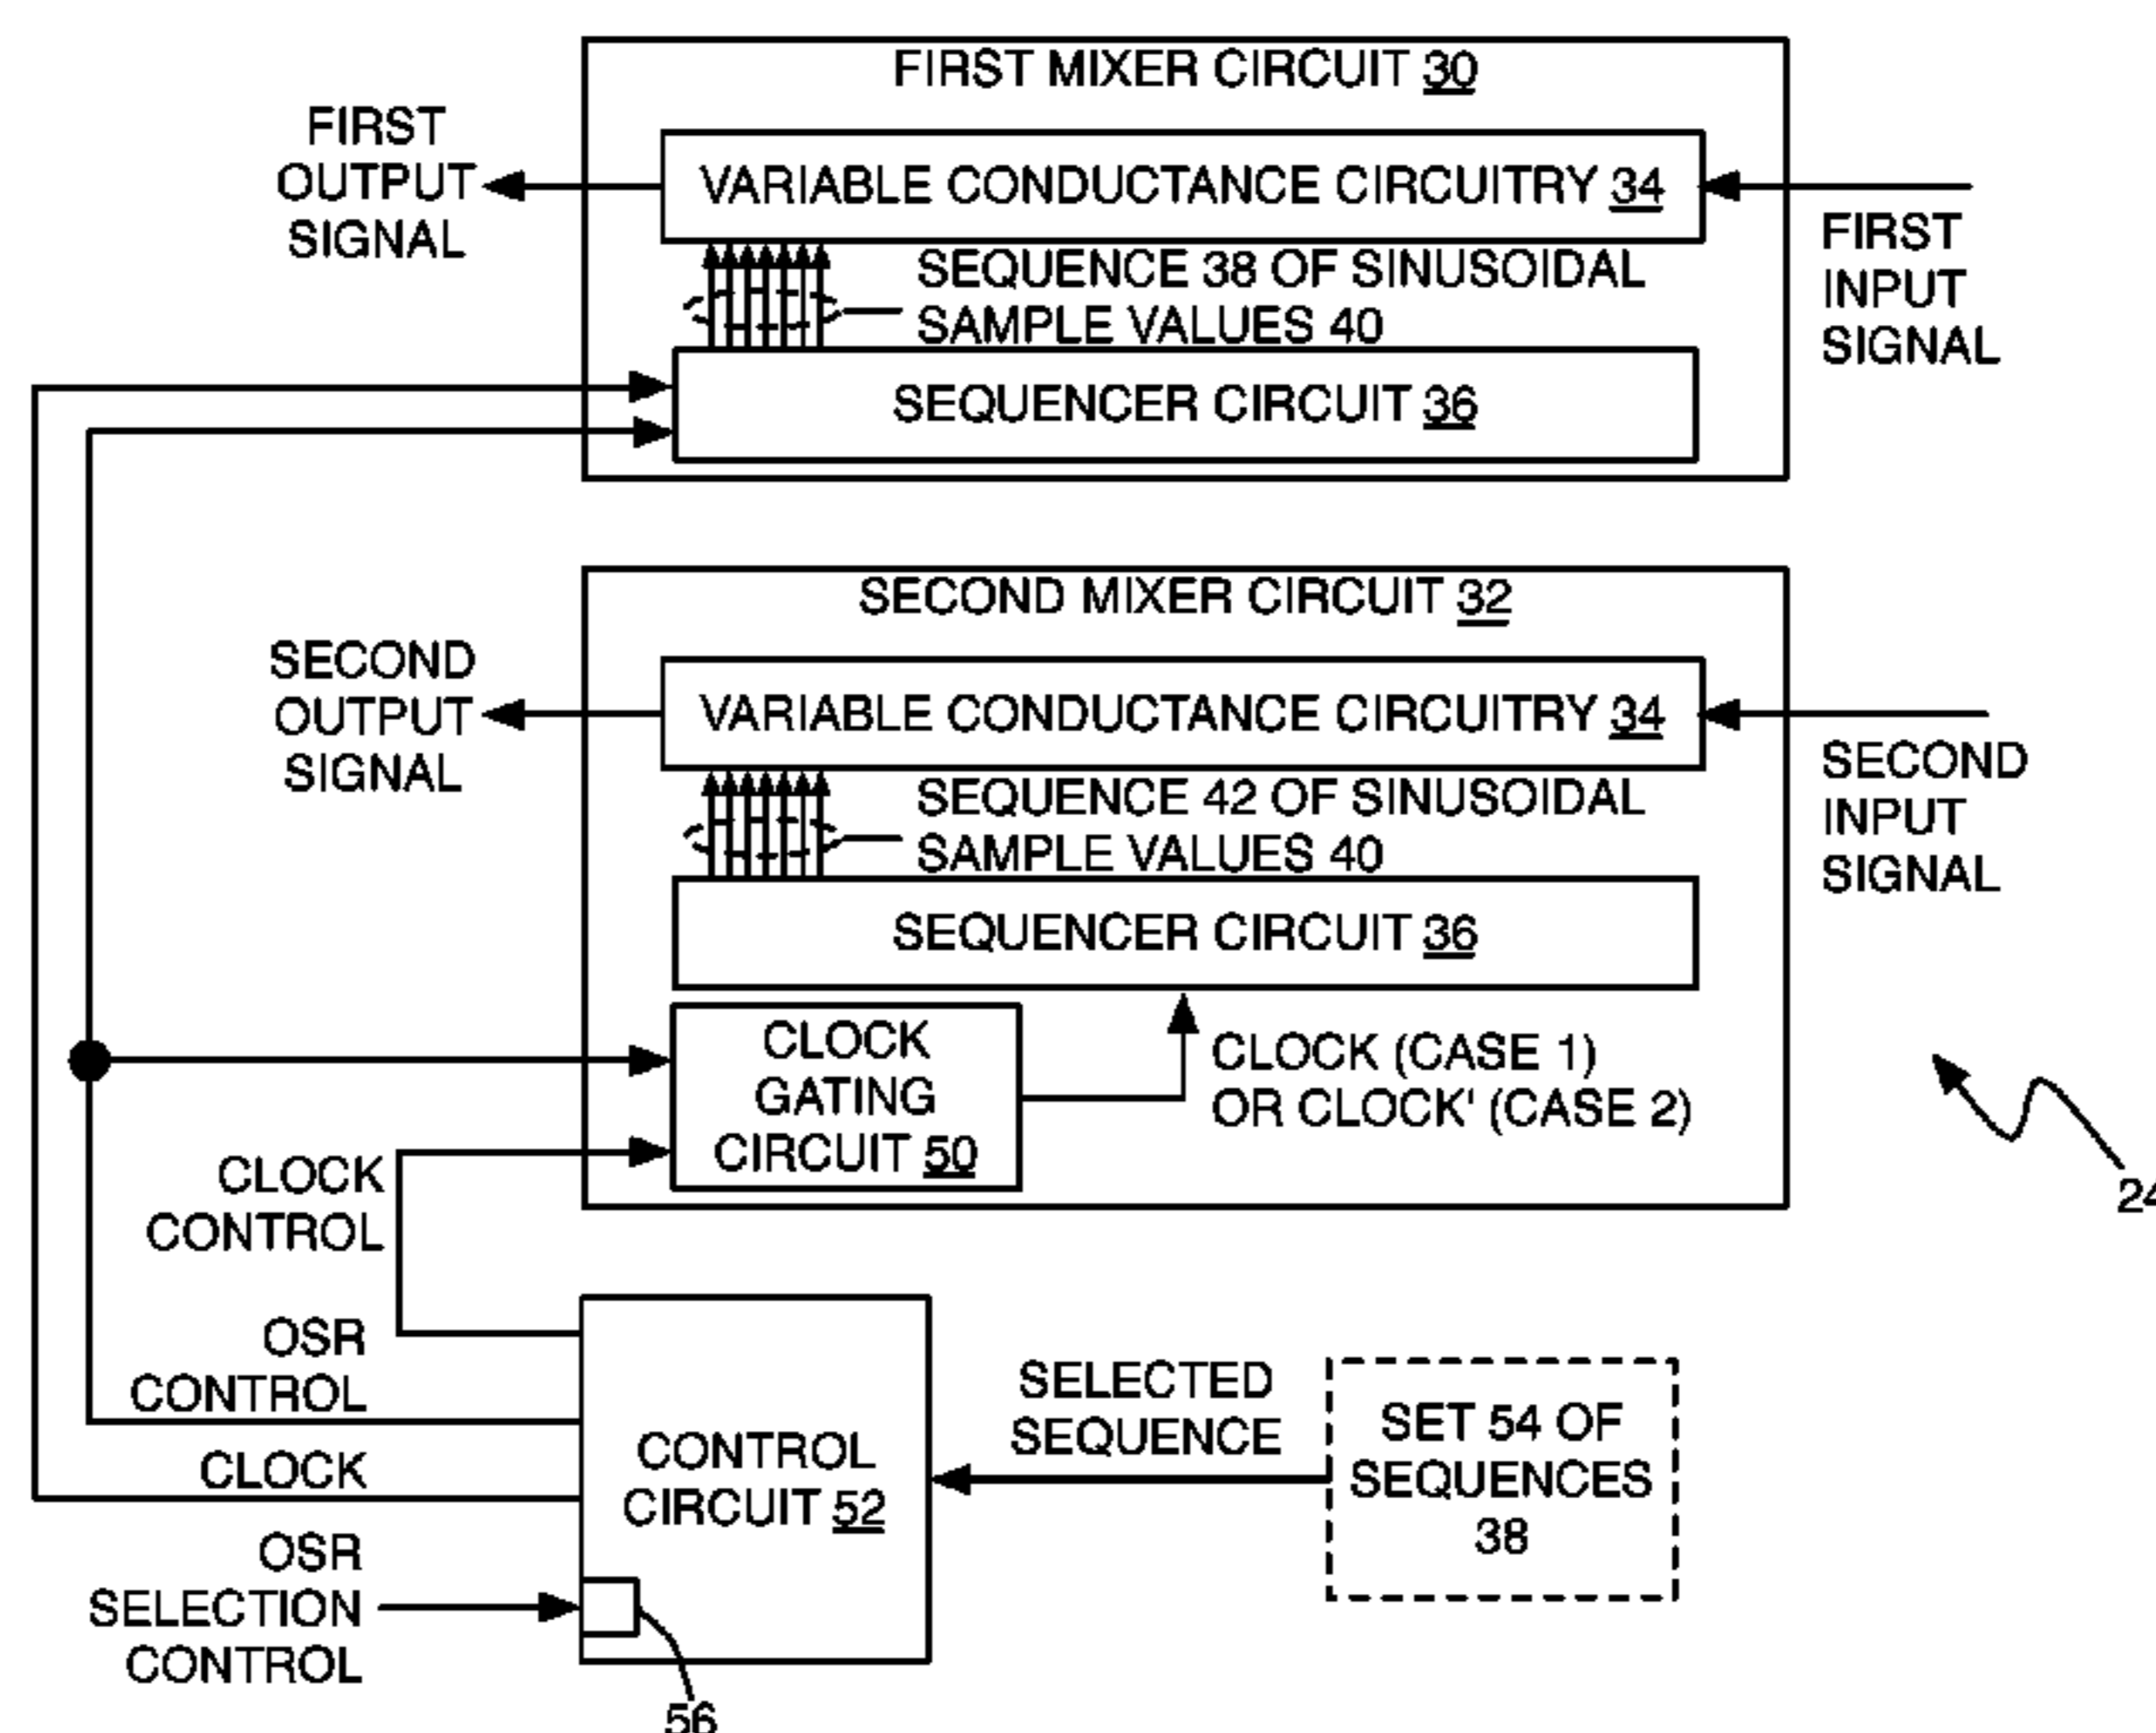 FIRST MIXER CIRCUIT 30
FIRST
OUTPUT
SIGNAL
VARIABLE CONDUCTANCE CIRCUITRY 34
FIRST
INPUT
SIGNAL
SEQUENCE 38 OF SINUSOIDAL
SAMPLE VALUES 40
SEQUENCER CIRCUIT 36
SECOND MIXER CIRCUIT 32
SECOND
OUTPUT
SIGNAL
VARIABLE CONDUCTANCE CIRCUITRY 34
SECOND
INPUT
SIGNAL
SEQUENCE 42 OF SINUSOIDAL
SAMPLE VALUES 40
SEQUENCER CIRCUIT 36
CLOCK
GATING
CIRCUIT 50
CLOCK (CASE 1)
OR CLOCK' (CASE 2)
24
CLOCK
CONTROL
OSR
CONTROL
CLOCK
OSR
SELECTION
CONTROL
CONTROL
CIRCUIT 52
56
SELECTED
SEQUENCE
SET 54 OF
SEQUENCES
38